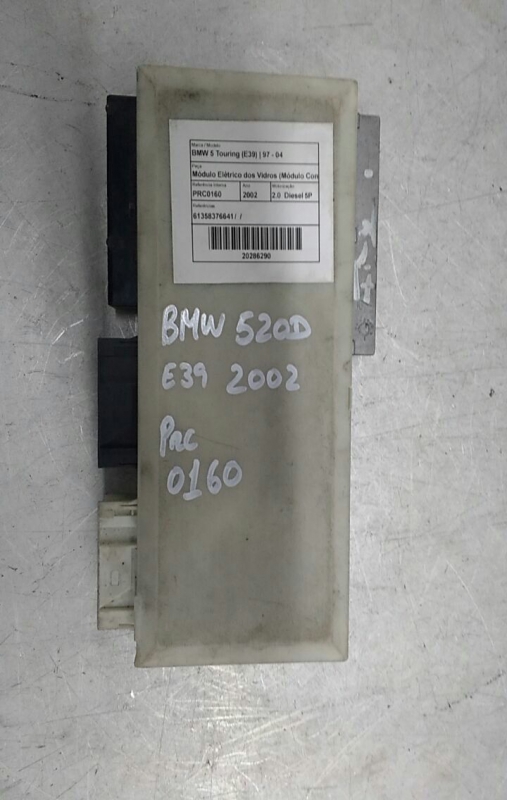 Marca / Modelo
BMW 5 Touring (E39) | 97 - 04
Peça
Módulo Elétrico dos Vidros (Módulo Con
Referência Interna Ano Motorização
PRC0160 2002 2.0 Diesel 5P
Referências
61358376641/ /
20286290
BMW 520D
E39 2002
PRC
0160